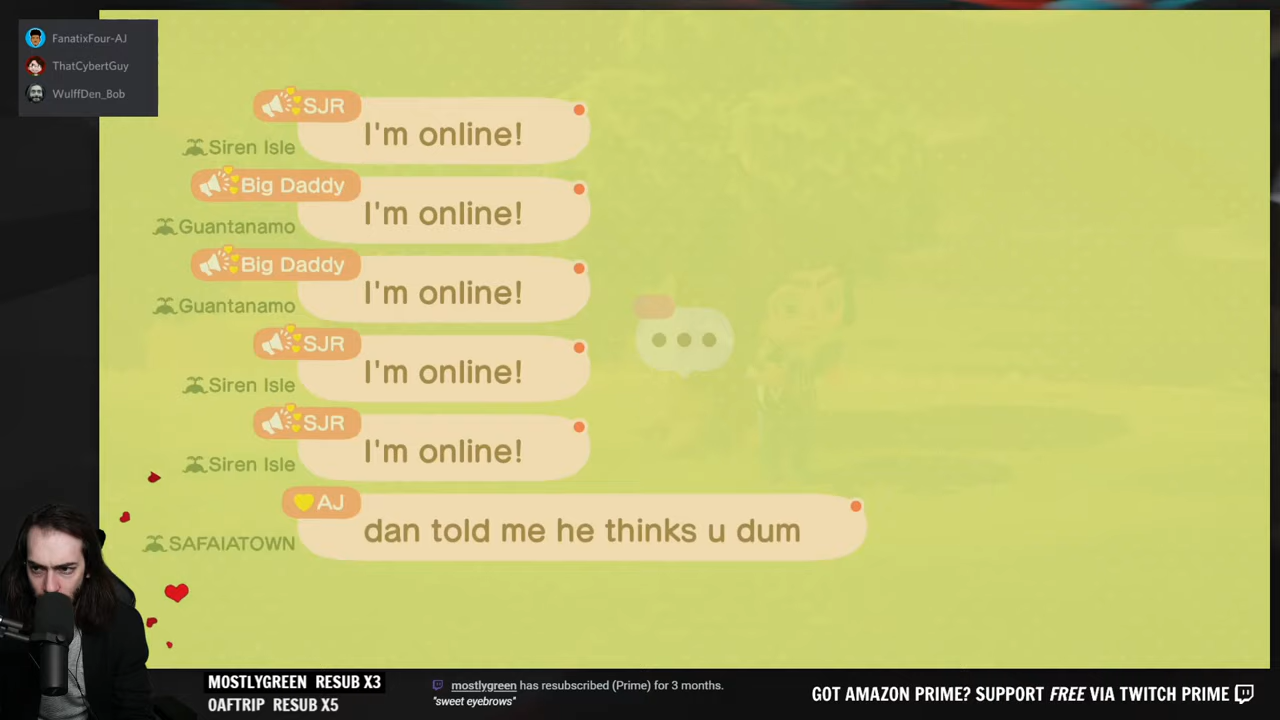 FanatixFour-AJ
ThatCybertGuy
WulffDen_Bob
SJR
I'm online!
Siren Isle
Big Daddy
I'm online!
Guantanamo
Big Daddy
I'm online!
Guantanamo
SJR
I'm online!
Siren Isle
SJR
I'm online!
Siren Isle
AJ
dan told me he thinks u dum
SAFAIATOWN
MOSTLYGREEN RESUB X3
OAFTRIP RESUB X5
mostlygreen has resubscribed (Prime) for 3 months.
"sweet eyebrows"
GOT AMAZON PRIME? SUPPORT FREE VIA TWITCH PRIME